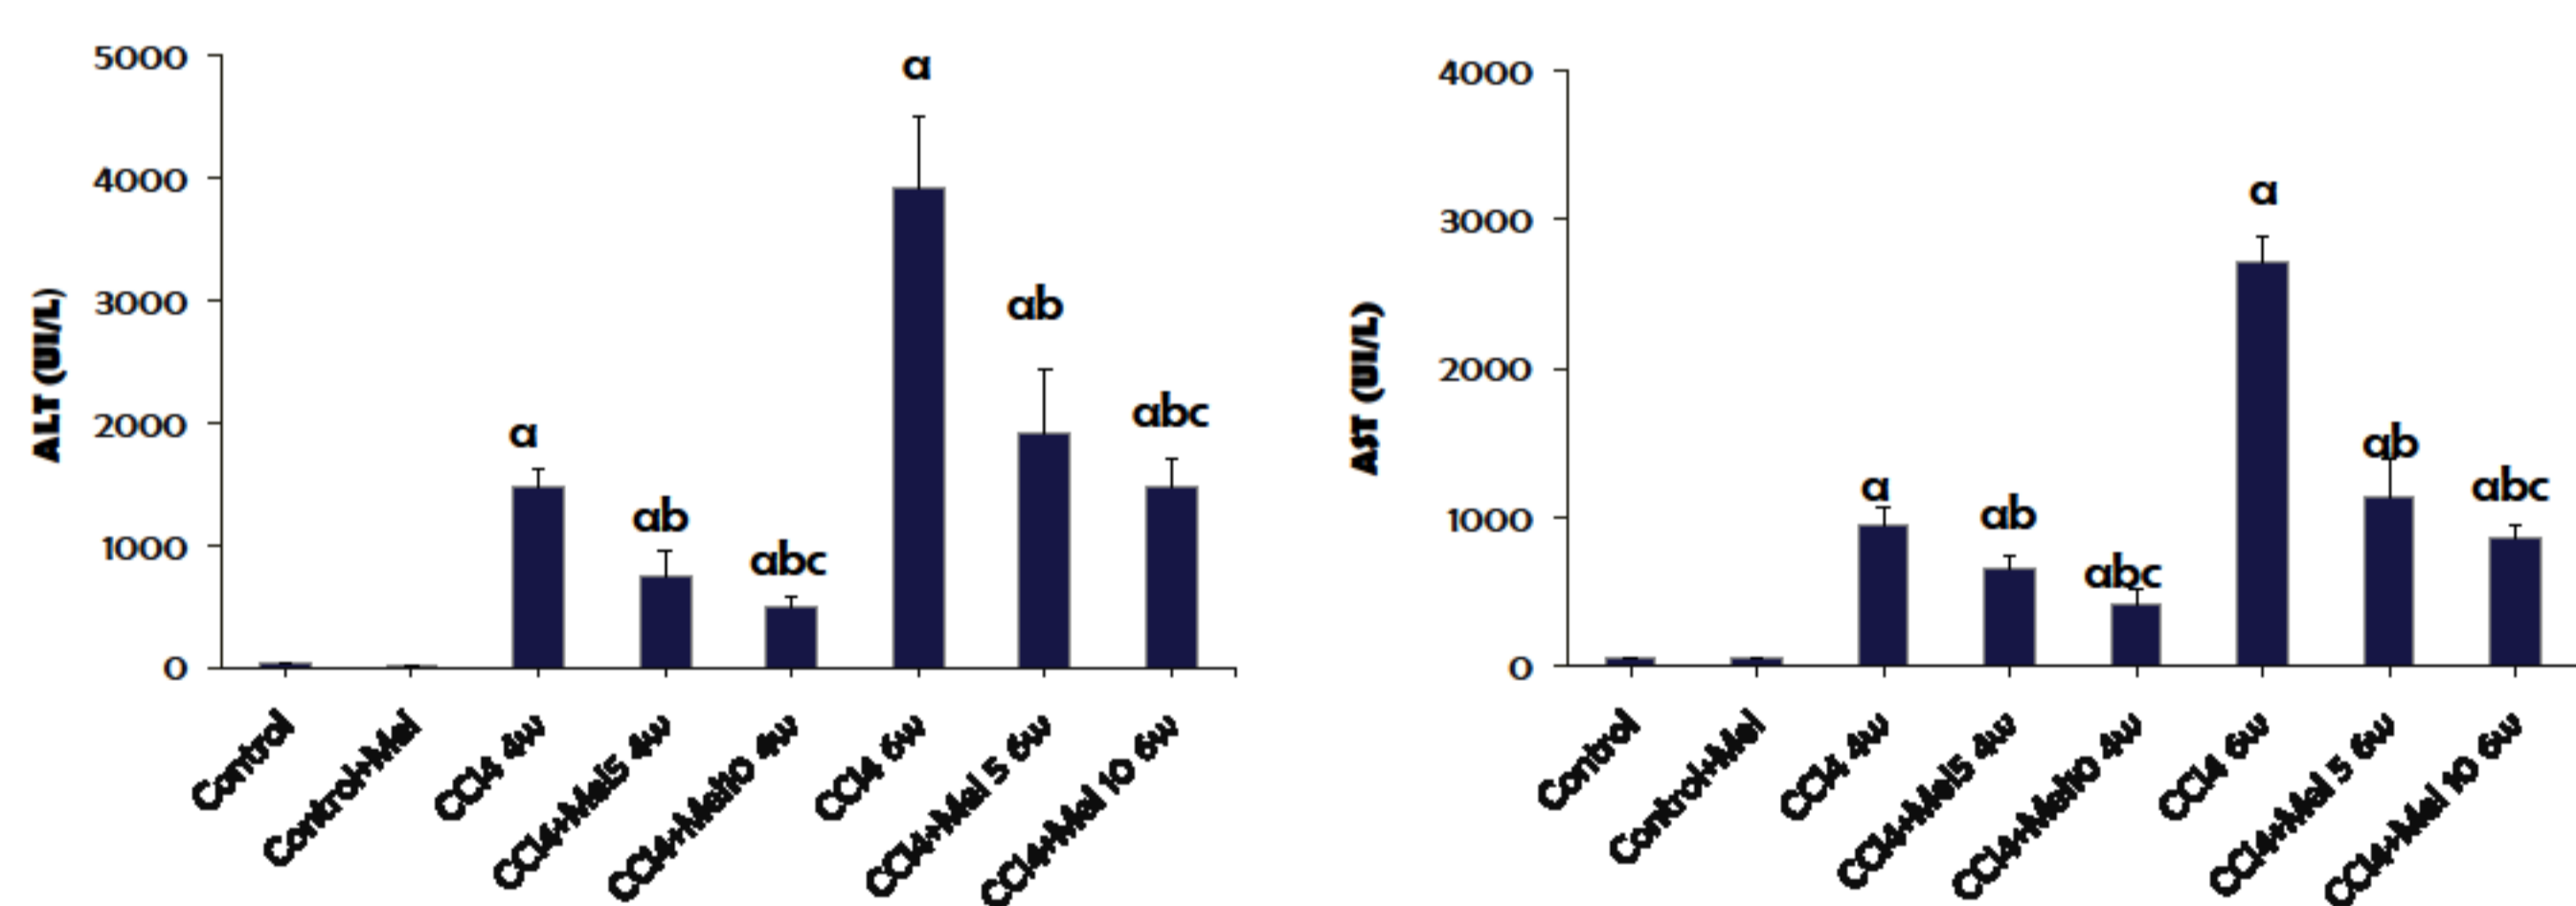 5000
4000
3000
2000
1000
0
ALT (UI/L)
a
ab
abc
a
ab
abc
Control
Control+Mel
CCl4 4w
CCl4+Mel5 4w
CCl4+Mel10 4w
CCl4 6w
CCl4+Mel 5 6w
CCl4+Mel 10 6w
4000
3000
2000
1000
0
AST (UI/L)
a
ab
abc
a
ab
abc
Control
Control+Mel
CCl4 4w
CCl4+Mel5 4w
CCl4+Mel10 4w
CCl4 6w
CCl4+Mel 5 6w
CCl4+Mel 10 6w